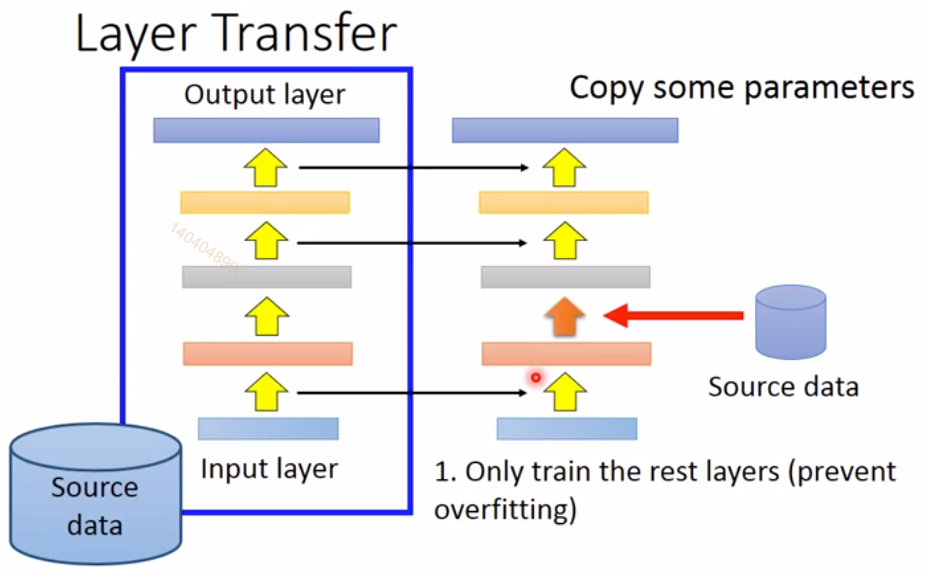 Layer Transfer
Output layer
Copy some parameters
1404048900
Source data
Input layer
Source
data
1. Only train the rest layers (prevent
overfitting)